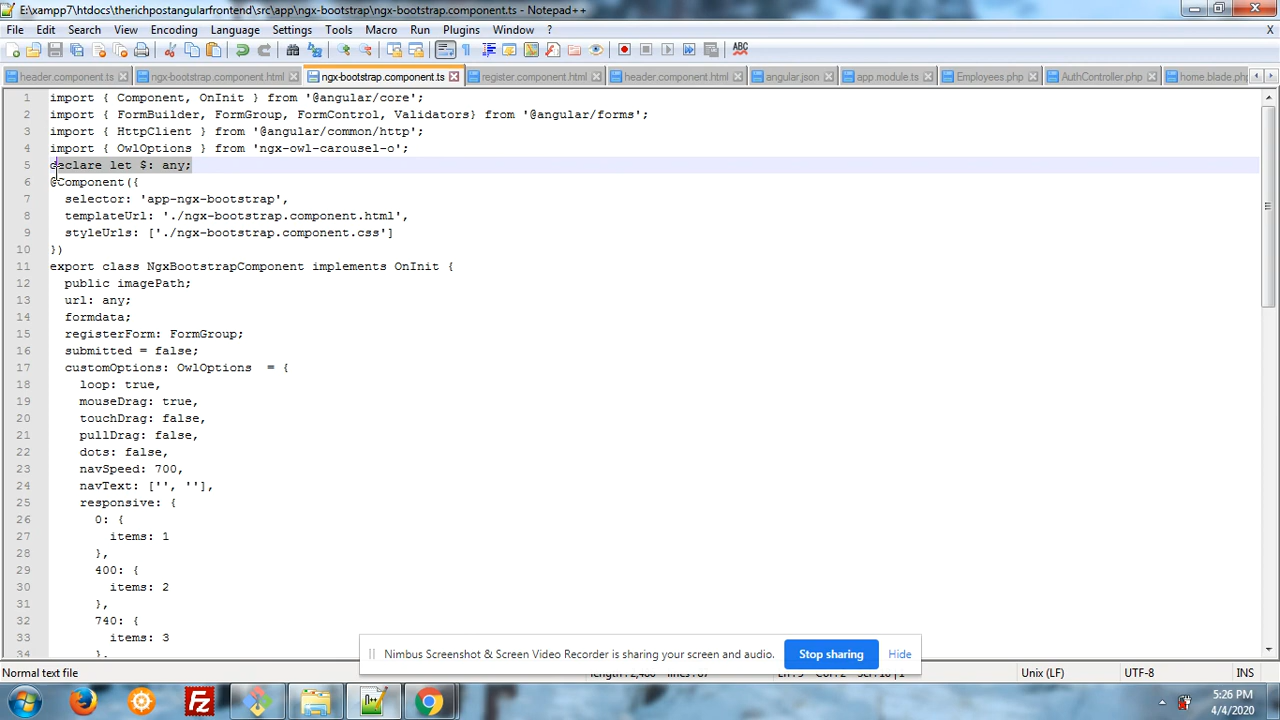 E:\xampp7\htdocs\therichpostangularfrontend\src\app\ngx-bootstrap\ngx-bootstrap.component.ts - Notepad++
File Edit Search View Encoding Language Settings Tools Macro Run Plugins Window ? X
ABC
header.component.ts ngx-bootstrap.component.html ngx-bootstrap.component.ts register.component.html header.component.html angular.json app.module.ts Employees.php AuthController.php home.blade.ph
1 import { Component, OnInit } from '@angular/core';
2 import { FormBuilder, FormGroup, FormControl, Validators} from '@angular/forms';
3 import { HttpClient } from '@angular/common/http';
4 import { OwlOptions } from 'ngx-owl-carousel-o';
5 declare let $: any;
6 @Component({
7 selector: 'app-ngx-bootstrap',
8 templateUrl: './ngx-bootstrap.component.html',
9 styleUrls: ['./ngx-bootstrap.component.css']
10 })
11 export class NgxBootstrapComponent implements OnInit {
12 public imagePath;
13 url: any;
14 formdata;
15 registerForm: FormGroup;
16 submitted = false;
17 customOptions: OwlOptions = {
18 loop: true,
19 mouseDrag: true,
20 touchDrag: false,
21 pullDrag: false,
22 dots: false,
23 navSpeed: 700,
24 navText: ['', ''],
25 responsive: {
26 0: {
27 items: 1
28 },
29 400: {
30 items: 2
31 },
32 740: {
33 items: 3
34 },
Nimbus Screenshot & Screen Video Recorder is sharing your screen and audio. Stop sharing Hide
Normal text file Unix (LF) UTF-8 INS
5:26 PM
4/4/2020